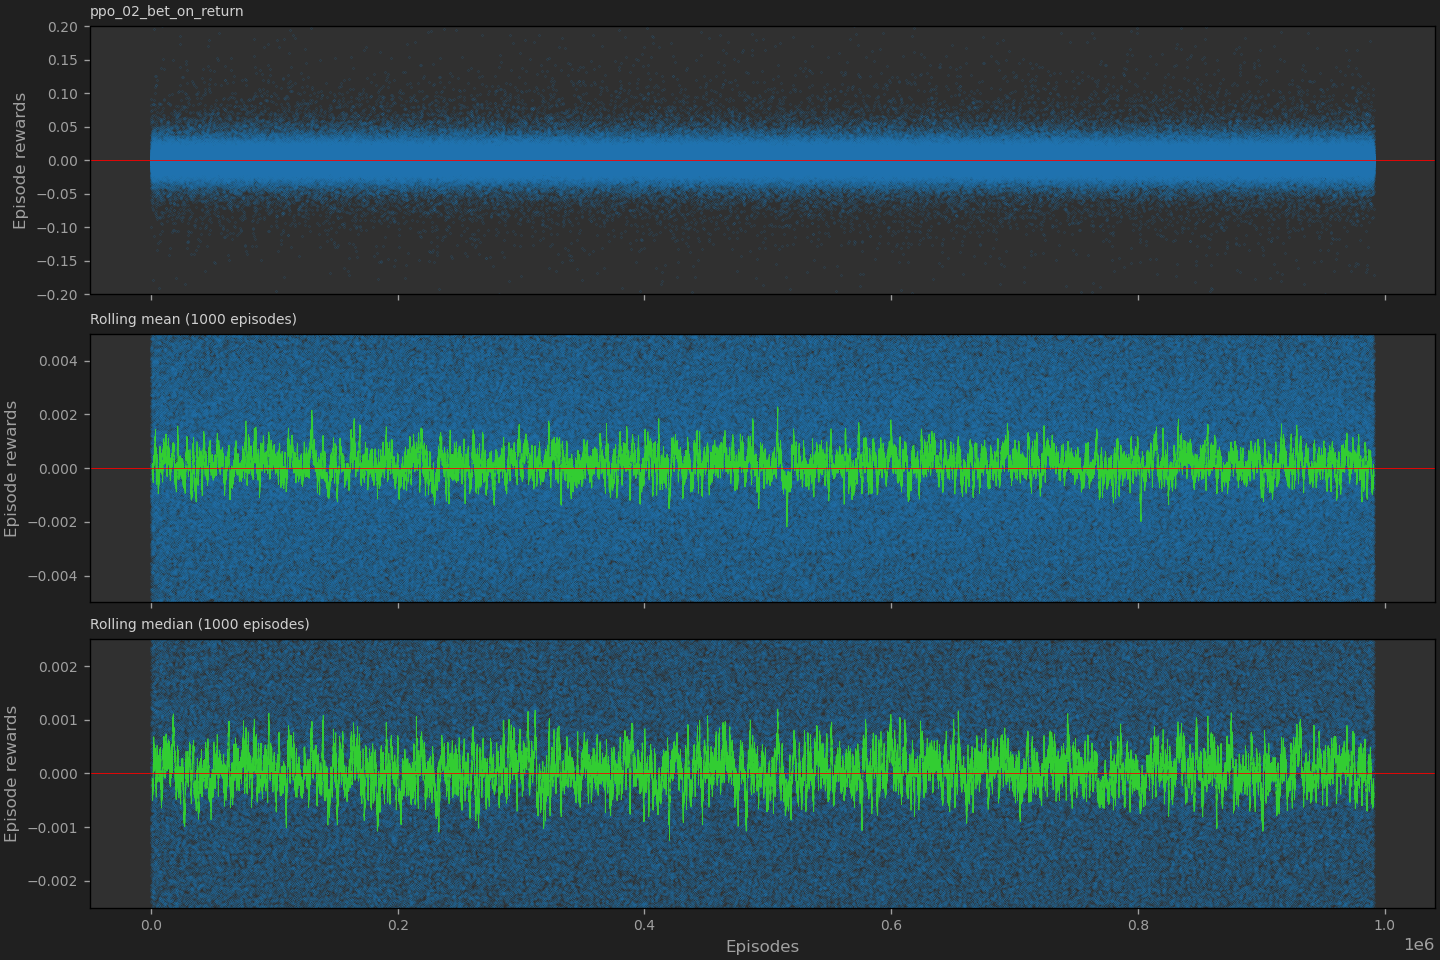 ppo_02_bet_on_return
0.20
0.15
0.10
0.05
0.00
−0.05
−0.10
−0.15
−0.20
Episode rewards
Rolling mean (1000 episodes)
0.004
0.002
0.000
−0.002
−0.004
Episode rewards
Rolling median (1000 episodes)
0.002
0.001
0.000
−0.001
−0.002
Episode rewards
0.0 0.2 0.4 0.6 0.8 1.0
Episodes
1e6